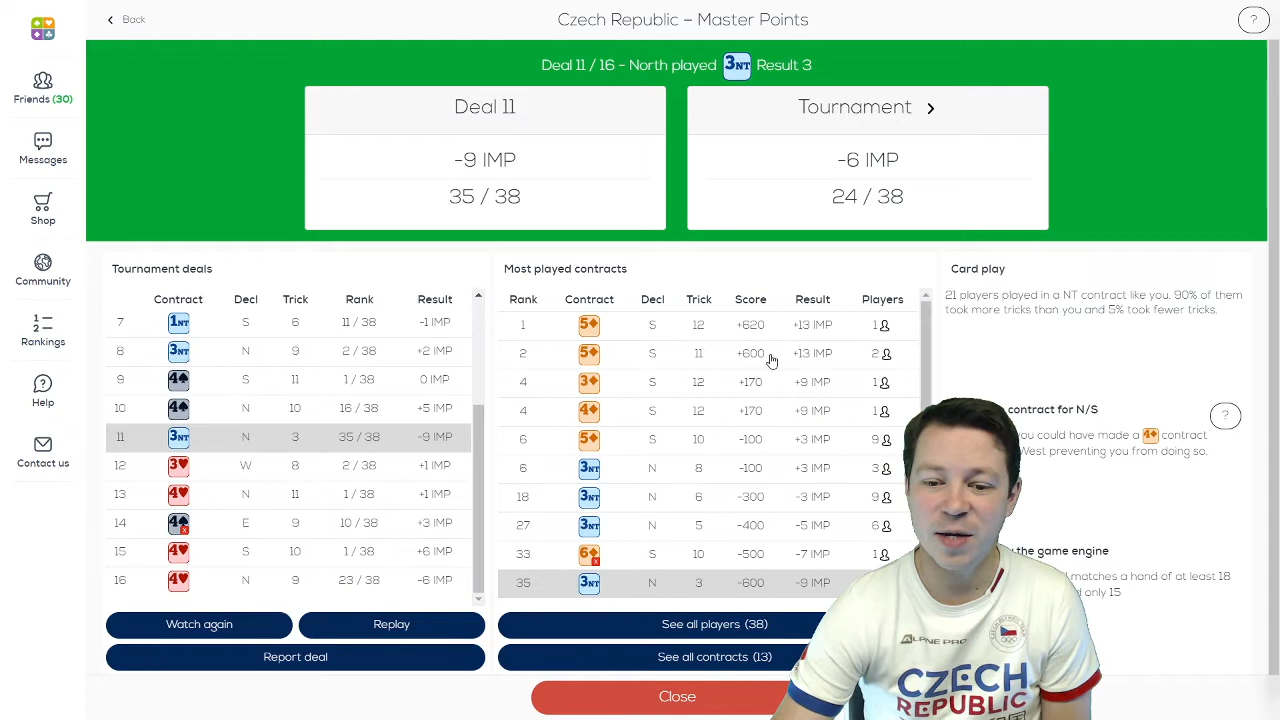 Back
Czech Republic – Master Points
?
Deal 11 / 16 - North played 3NT Result 3
Deal 11
-9 IMP
35 / 38
Tournament
-6 IMP
24 / 38
Friends (30)
Messages
Shop
Community
Rankings
Help
Contact us
Tournament deals
Contract Decl Trick Rank Result
7 1NT S 6 11 / 38 -1 IMP
8 3NT N 9 2 / 38 +2 IMP
9 4♠ S 11 1 / 38 0 IMP
10 4♠ N 10 16 / 38 +5 IMP
11 3NT N 3 35 / 38 -9 IMP
12 3♥ W 8 2 / 38 +1 IMP
13 4♥ N 11 1 / 38 +1 IMP
14 4♠ x E 9 10 / 38 +3 IMP
15 4♥ S 10 1 / 38 +6 IMP
16 4♥ N 9 23 / 38 -6 IMP
Watch again
Replay
Report deal
Most played contracts
Rank Contract Decl Trick Score Result Players
1 5♦ S 12 +620 +13 IMP 1
2 5♦ S 11 +600 +13 IMP 2
4 3♦ S 12 +170 +9 IMP 1
4 4♦ S 12 +170 +9 IMP 1
6 5♦ S 10 -100 +3 IMP 9
6 3NT N 8 -100 +3 IMP 3
18 3NT N 6 -300 -3 IMP 9
27 3NT N 5 -400 -5 IMP 6
33 6♦ x S 10 -500 -7 IMP 1
35 3NT N 3 -600 -9 IMP
See all players (38)
See all contracts (13)
Close
Card play
21 players played in a NT contract like you. 90% of them
took more tricks than you and 5% took fewer tricks.
contract for N/S
?
you could have made a 4♦ contract
West preventing you from doing so.
the game engine
matches a hand of at least 18
only 15
ALPINE PRO
CZECH OLYMPIC TEAM
CZECH
REPUBLIC